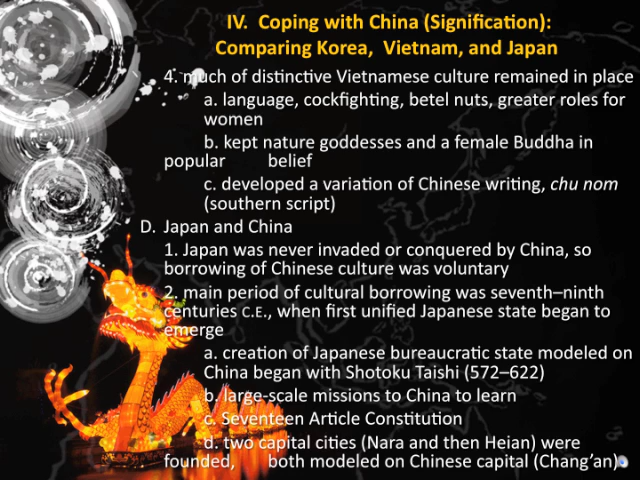 IV.  Coping with China (Signification):
Comparing Korea,  Vietnam, and Japan
4. much of distinctive Vietnamese culture remained in place
a. language, cockfighting, betel nuts, greater roles for
women
b. kept nature goddesses and a female Buddha in
popular        belief
c. developed a variation of Chinese writing, chu nom
(southern script)
D.  Japan and China
1. Japan was never invaded or conquered by China, so
borrowing of Chinese culture was voluntary
2. main period of cultural borrowing was seventh–ninth
centuries C.E., when first unified Japanese state began to
emerge
a. creation of Japanese bureaucratic state modeled on
China began with Shotoku Taishi (572–622)
b. large-scale missions to China to learn
c. Seventeen Article Constitution
d. two capital cities (Nara and then Heian) were
founded,      both modeled on Chinese capital (Chang’an)